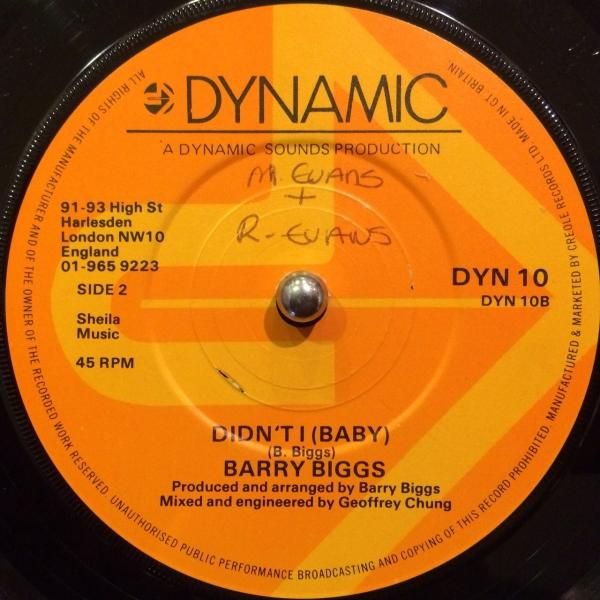 DYNAMIC
A DYNAMIC SOUNDS PRODUCTION
M. EVANS
+
R-EVANS
91-93 High St
Harlesden
London NW10
England
01-965 9223
SIDE 2
Sheila
Music
45 RPM
DYN 10
DYN 10B
DIDN'T I (BABY)
(B. Biggs)
BARRY BIGGS
Produced and arranged by Barry Biggs
Mixed and engineered by Geoffrey Chung
ALL RIGHTS OF THE MANUFACTURER AND OF THE OWNER OF THE RECORDED WORK RESERVED. UNAUTHORISED PUBLIC PERFORMANCE BROADCASTING AND COPYING OF THIS RECORD PROHIBITED. MANUFACTURED & MARKETED BY CREOLE RECORDS LTD. MADE IN GT. BRITAIN.